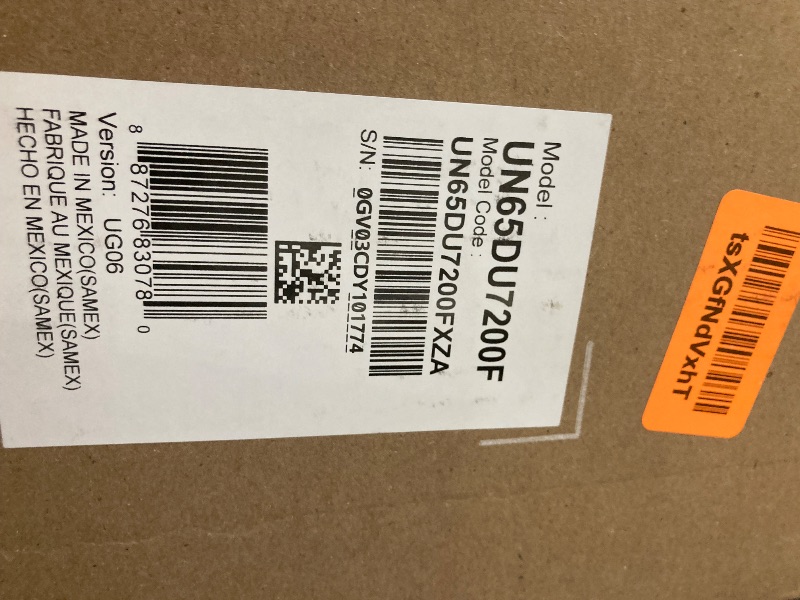 Model :
UN65DU7200F
Model Code :
UN65DU7200FXZA
S/N: 0GV03CDY101774
8 87276 83078 0
Version: UG06
MADE IN MEXICO(SAMEX)
FABRIQUE AU MEXIQUE(SAMEX)
HECHO EN MEXICO(SAMEX)
tsXGfNdVxhT